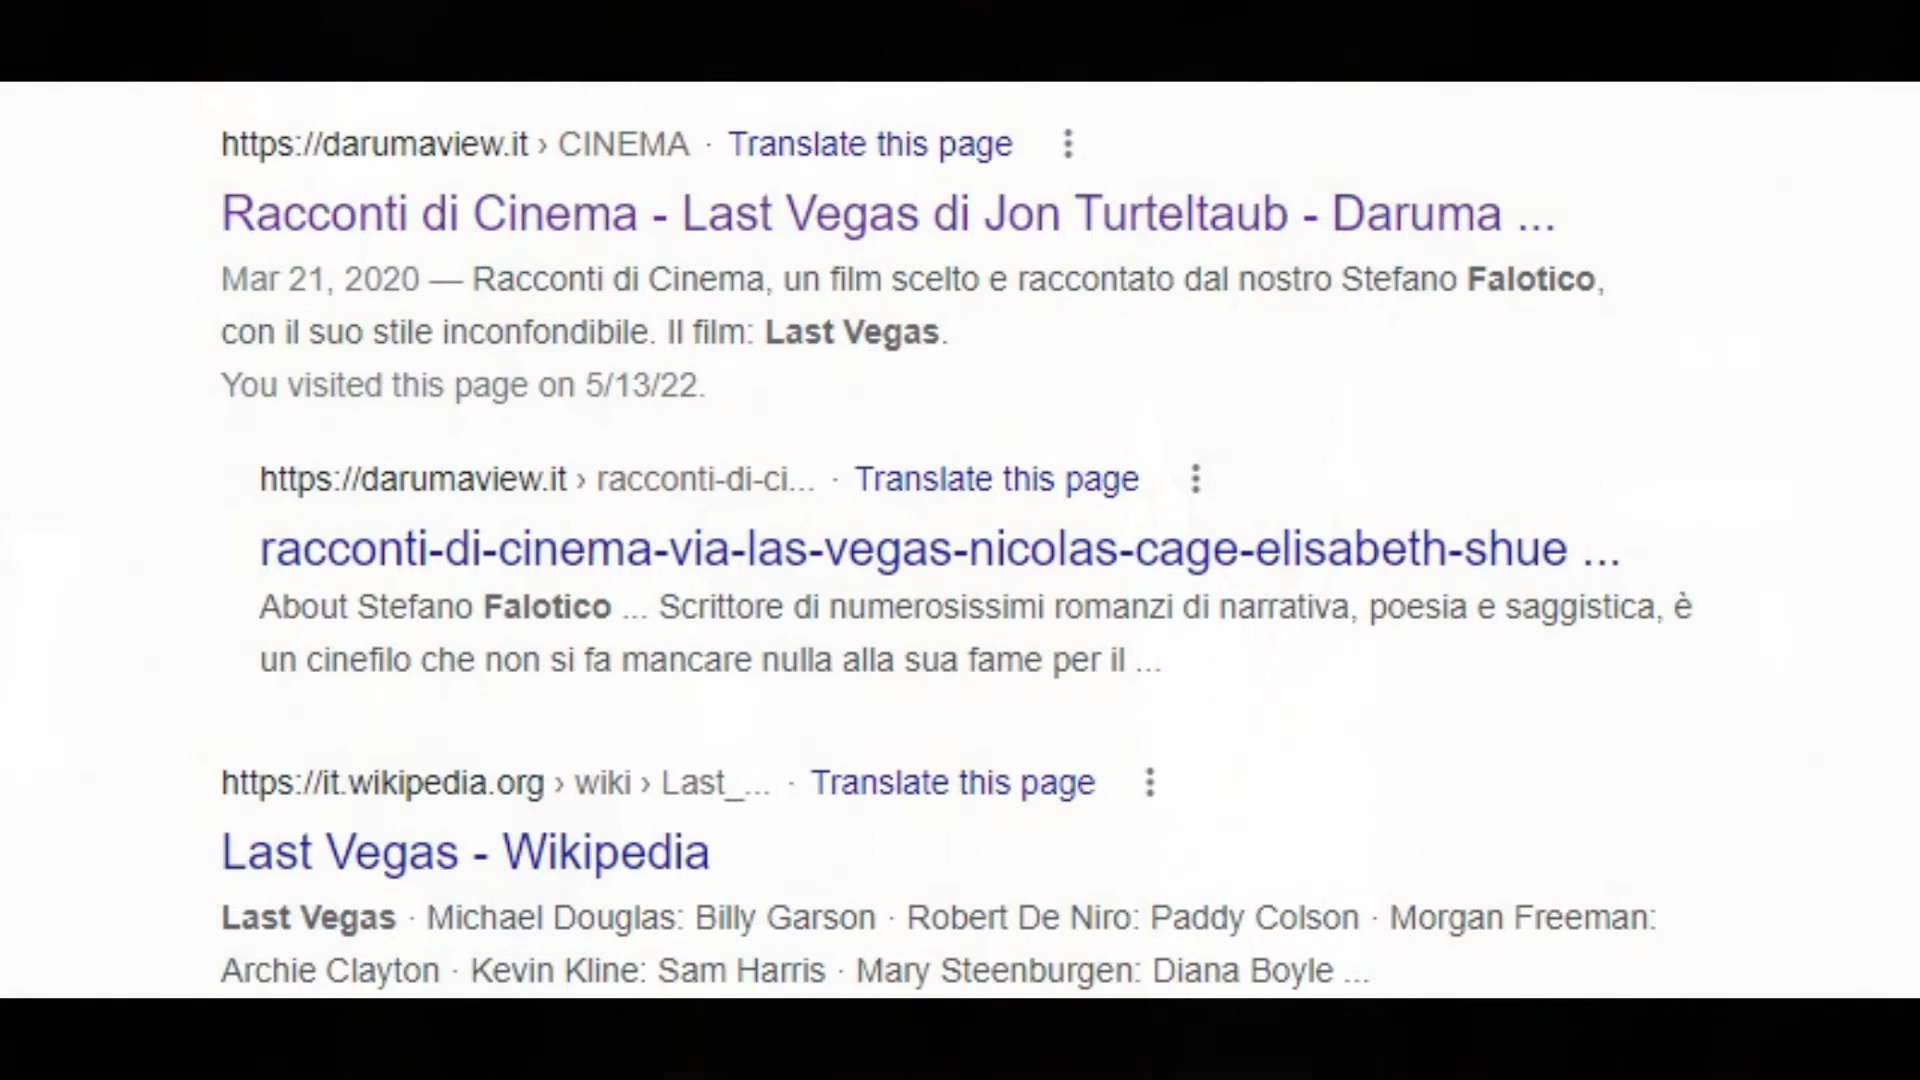 https://darumaview.it › CINEMA · Translate this page
Racconti di Cinema - Last Vegas di Jon Turteltaub - Daruma ...
Mar 21, 2020 — Racconti di Cinema, un film scelto e raccontato dal nostro Stefano Falotico,
con il suo stile inconfondibile. Il film: Last Vegas.
You visited this page on 5/13/22.
https://darumaview.it › racconti-di-ci... · Translate this page
racconti-di-cinema-via-las-vegas-nicolas-cage-elisabeth-shue ...
About Stefano Falotico ... Scrittore di numerosissimi romanzi di narrativa, poesia e saggistica, è
un cinefilo che non si fa mancare nulla alla sua fame per il ...
https://it.wikipedia.org › wiki › Last_... · Translate this page
Last Vegas - Wikipedia
Last Vegas · Michael Douglas: Billy Garson · Robert De Niro: Paddy Colson · Morgan Freeman:
Archie Clayton · Kevin Kline: Sam Harris · Mary Steenburgen: Diana Boyle ...